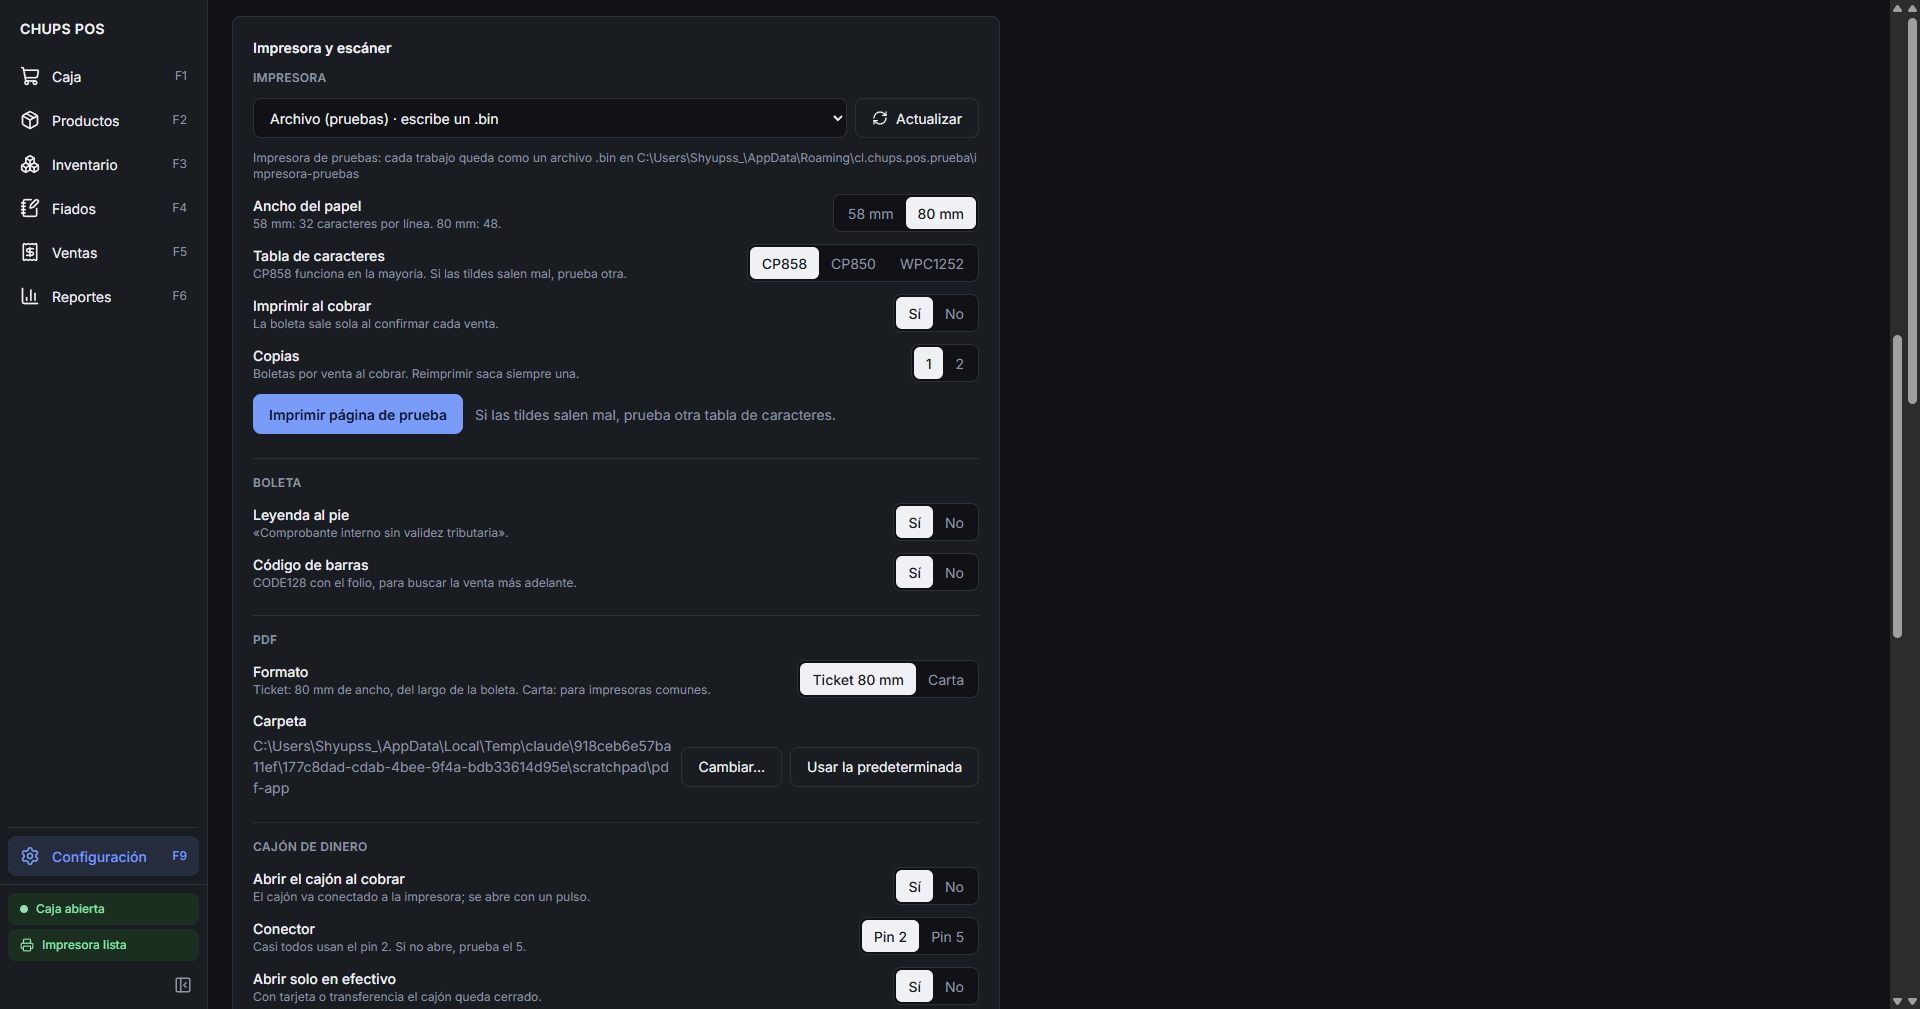 CHUPS POS
Caja F1
Productos F2
Inventario F3
Fiados F4
Ventas F5
Reportes F6
Configuración F9
Caja abierta
Impresora lista
Impresora y escáner
IMPRESORA
Archivo (pruebas) · escribe un .bin
Actualizar
Impresora de pruebas: cada trabajo queda como un archivo .bin en C:\Users\Shyupss_\AppData\Roaming\cl.chups.pos.prueba\i
mpresora-pruebas
Ancho del papel
58 mm: 32 caracteres por línea. 80 mm: 48.
58 mm 80 mm
Tabla de caracteres
CP858 funciona en la mayoría. Si las tildes salen mal, prueba otra.
CP858 CP850 WPC1252
Imprimir al cobrar
La boleta sale sola al confirmar cada venta.
Sí No
Copias
Boletas por venta al cobrar. Reimprimir saca siempre una.
1 2
Imprimir página de prueba
Si las tildes salen mal, prueba otra tabla de caracteres.
BOLETA
Leyenda al pie
«Comprobante interno sin validez tributaria».
Sí No
Código de barras
CODE128 con el folio, para buscar la venta más adelante.
Sí No
PDF
Formato
Ticket: 80 mm de ancho, del largo de la boleta. Carta: para impresoras comunes.
Ticket 80 mm Carta
Carpeta
C:\Users\Shyupss_\AppData\Local\Temp\claude\918ceb6e57ba
11ef\177c8dad-cdab-4bee-9f4a-bdb33614d95e\scratchpad\pd
f-app
Cambiar...
Usar la predeterminada
CAJÓN DE DINERO
Abrir el cajón al cobrar
El cajón va conectado a la impresora; se abre con un pulso.
Sí No
Conector
Casi todos usan el pin 2. Si no abre, prueba el 5.
Pin 2 Pin 5
Abrir solo en efectivo
Con tarjeta o transferencia el cajón queda cerrado.
Sí No